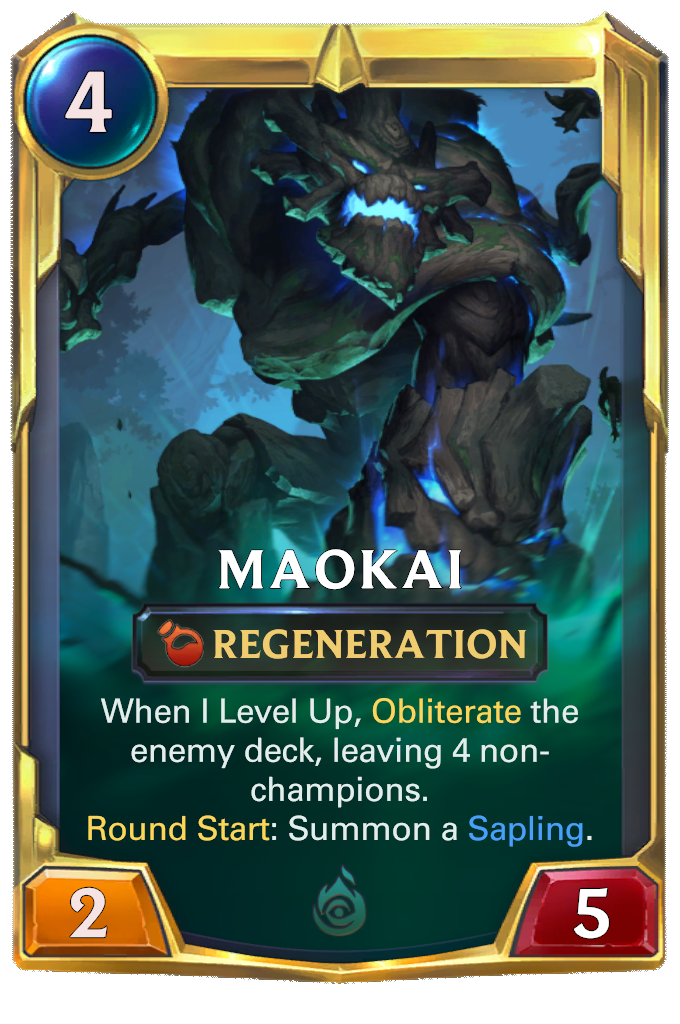 4
MAOKAI
REGENERATION
When I Level Up, Obliterate the
enemy deck, leaving 4 non-
champions.
Round Start: Summon a Sapling.
2
5